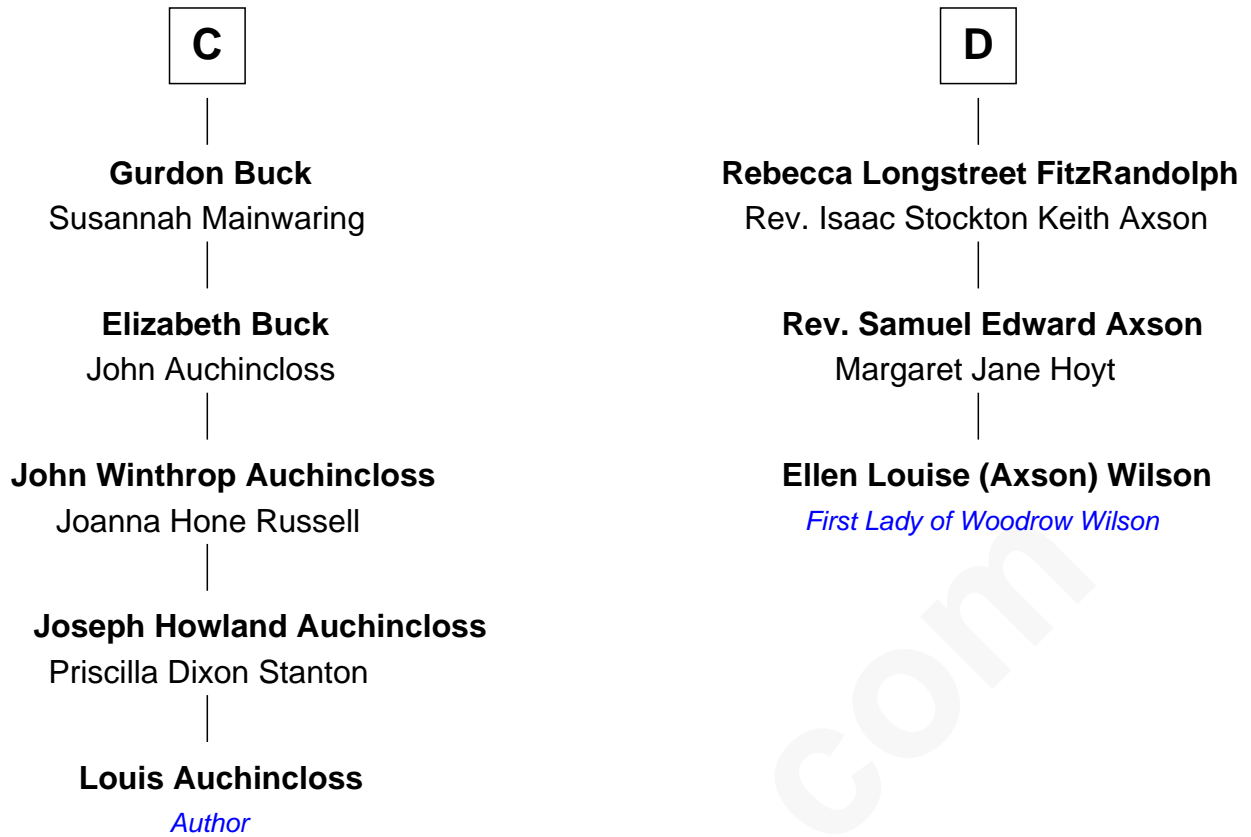 C
Gurdon Buck
Susannah Mainwaring
Elizabeth Buck
John Auchincloss
John Winthrop Auchincloss
Joanna Hone Russell
Joseph Howland Auchincloss
Priscilla Dixon Stanton
Louis Auchincloss
Author
D
Rebecca Longstreet FitzRandolph
Rev. Isaac Stockton Keith Axson
Rev. Samuel Edward Axson
Margaret Jane Hoyt
Ellen Louise (Axson) Wilson
First Lady of Woodrow Wilson
com